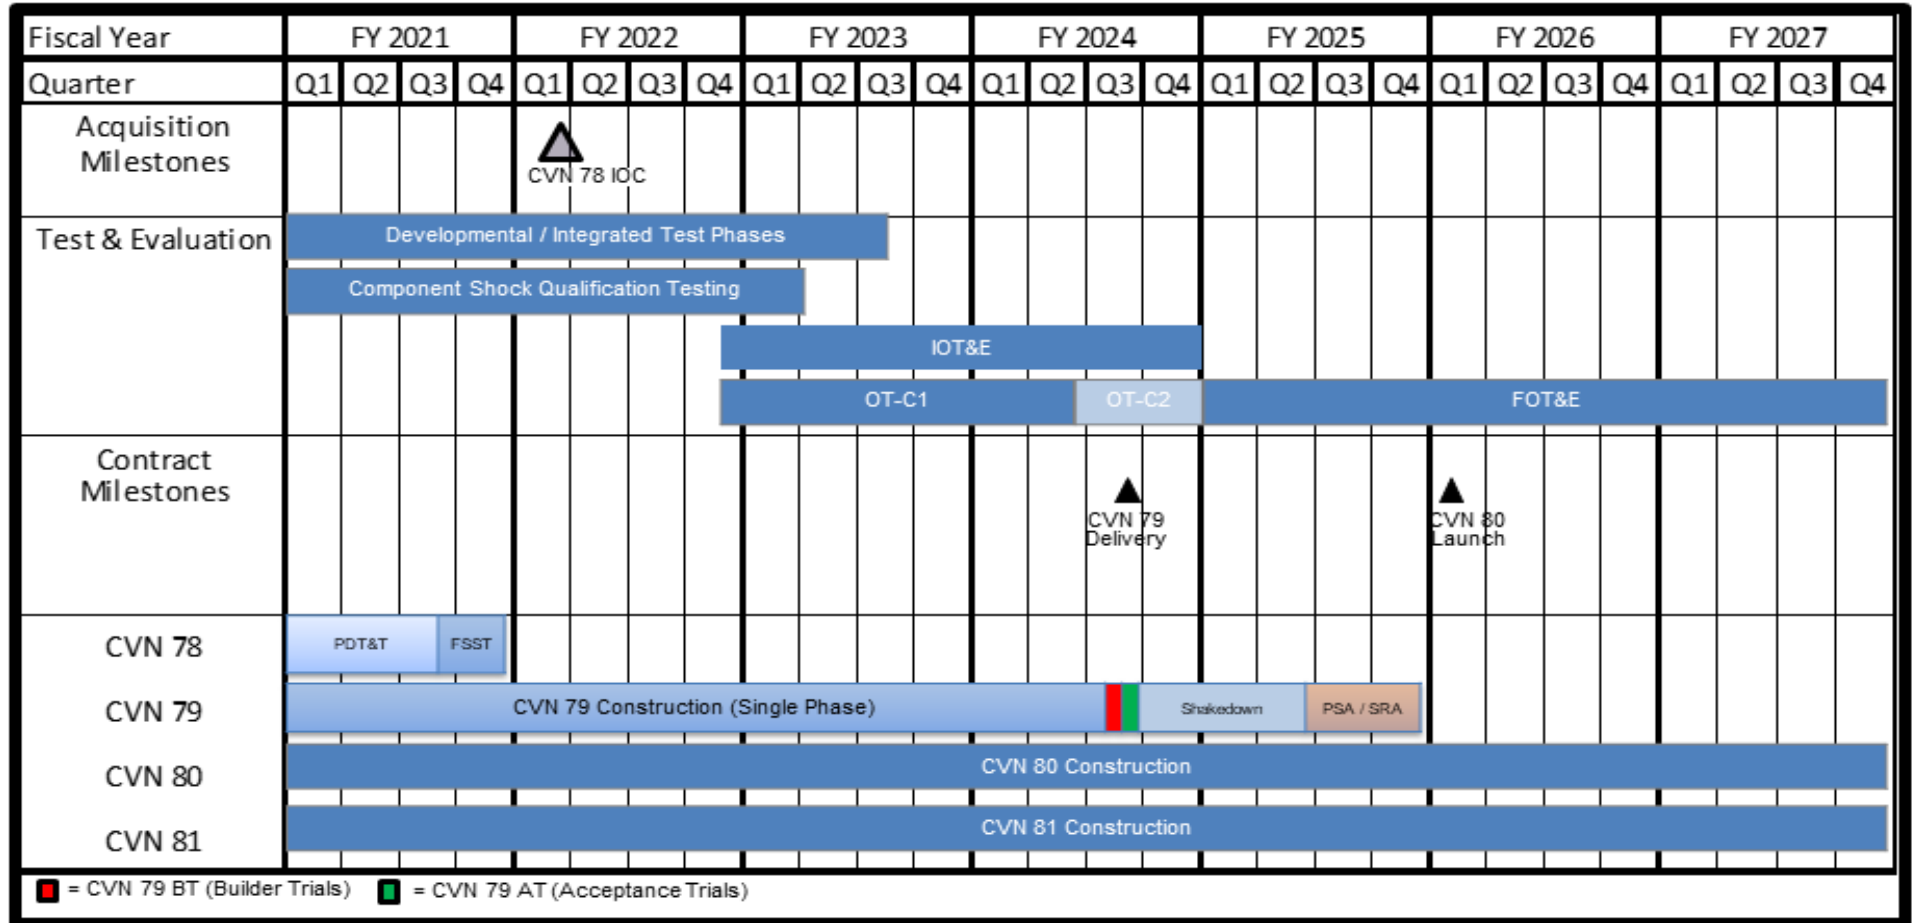 Fiscal Year FY 2021 FY 2022 FY 2023 FY 2024 FY 2025 FY 2026 FY 2027
Quarter Q1 Q2 Q3 Q4 Q1 Q2 Q3 Q4 Q1 Q2 Q3 Q4 Q1 Q2 Q3 Q4 Q1 Q2 Q3 Q4 Q1 Q2 Q3 Q4 Q1 Q2 Q3 Q4
Acquisition
Milestones
CVN 78 IOC
Test & Evaluation
Developmental / Integrated Test Phases
Component Shock Qualification Testing
IOT&E
OT-C1 OT-C2 FOT&E
Contract
Milestones
CVN 79
Delivery
CVN 80
Launch
CVN 78 PDT&T FSST
CVN 79 CVN 79 Construction (Single Phase) Shakedown PSA / SRA
CVN 80 CVN 80 Construction
CVN 81 CVN 81 Construction
= CVN 79 BT (Builder Trials) = CVN 79 AT (Acceptance Trials)